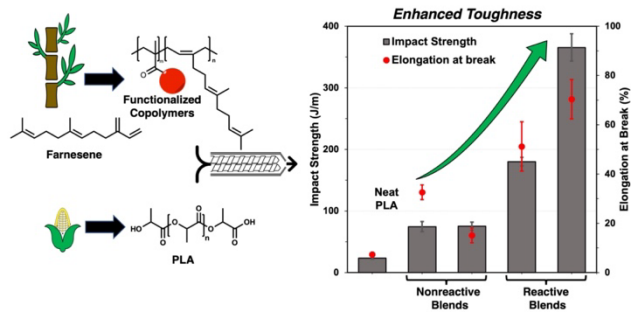 Enhanced Toughness
Farnesene
Functionalized
Copolymers
O
n
n
PLA
HO
O
O
O
O
OH
n
Impact Strength (J/m)
400
300
200
100
0
Impact Strength
Elongation at break
Neat
PLA
Nonreactive
Blends
Reactive
Blends
100
80
60
40
20
0
Elongation at Break (%)